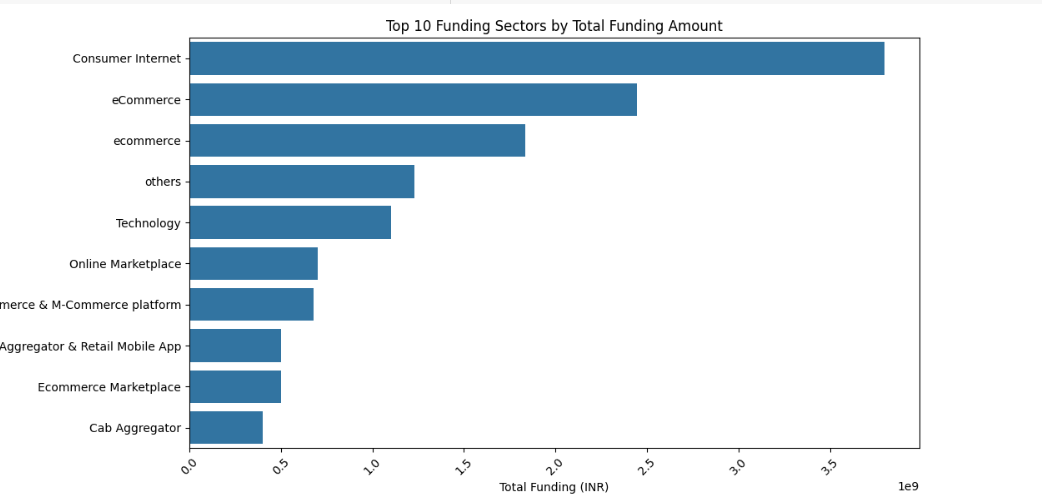 Top 10 Funding Sectors by Total Funding Amount
Consumer Internet
eCommerce
ecommerce
others
Technology
Online Marketplace
& M-Commerce platform
Aggregator & Retail Mobile App
Ecommerce Marketplace
Cab Aggregator
0.0 0.5 1.0 1.5 2.0 2.5 3.0 3.5
1e9
Total Funding (INR)